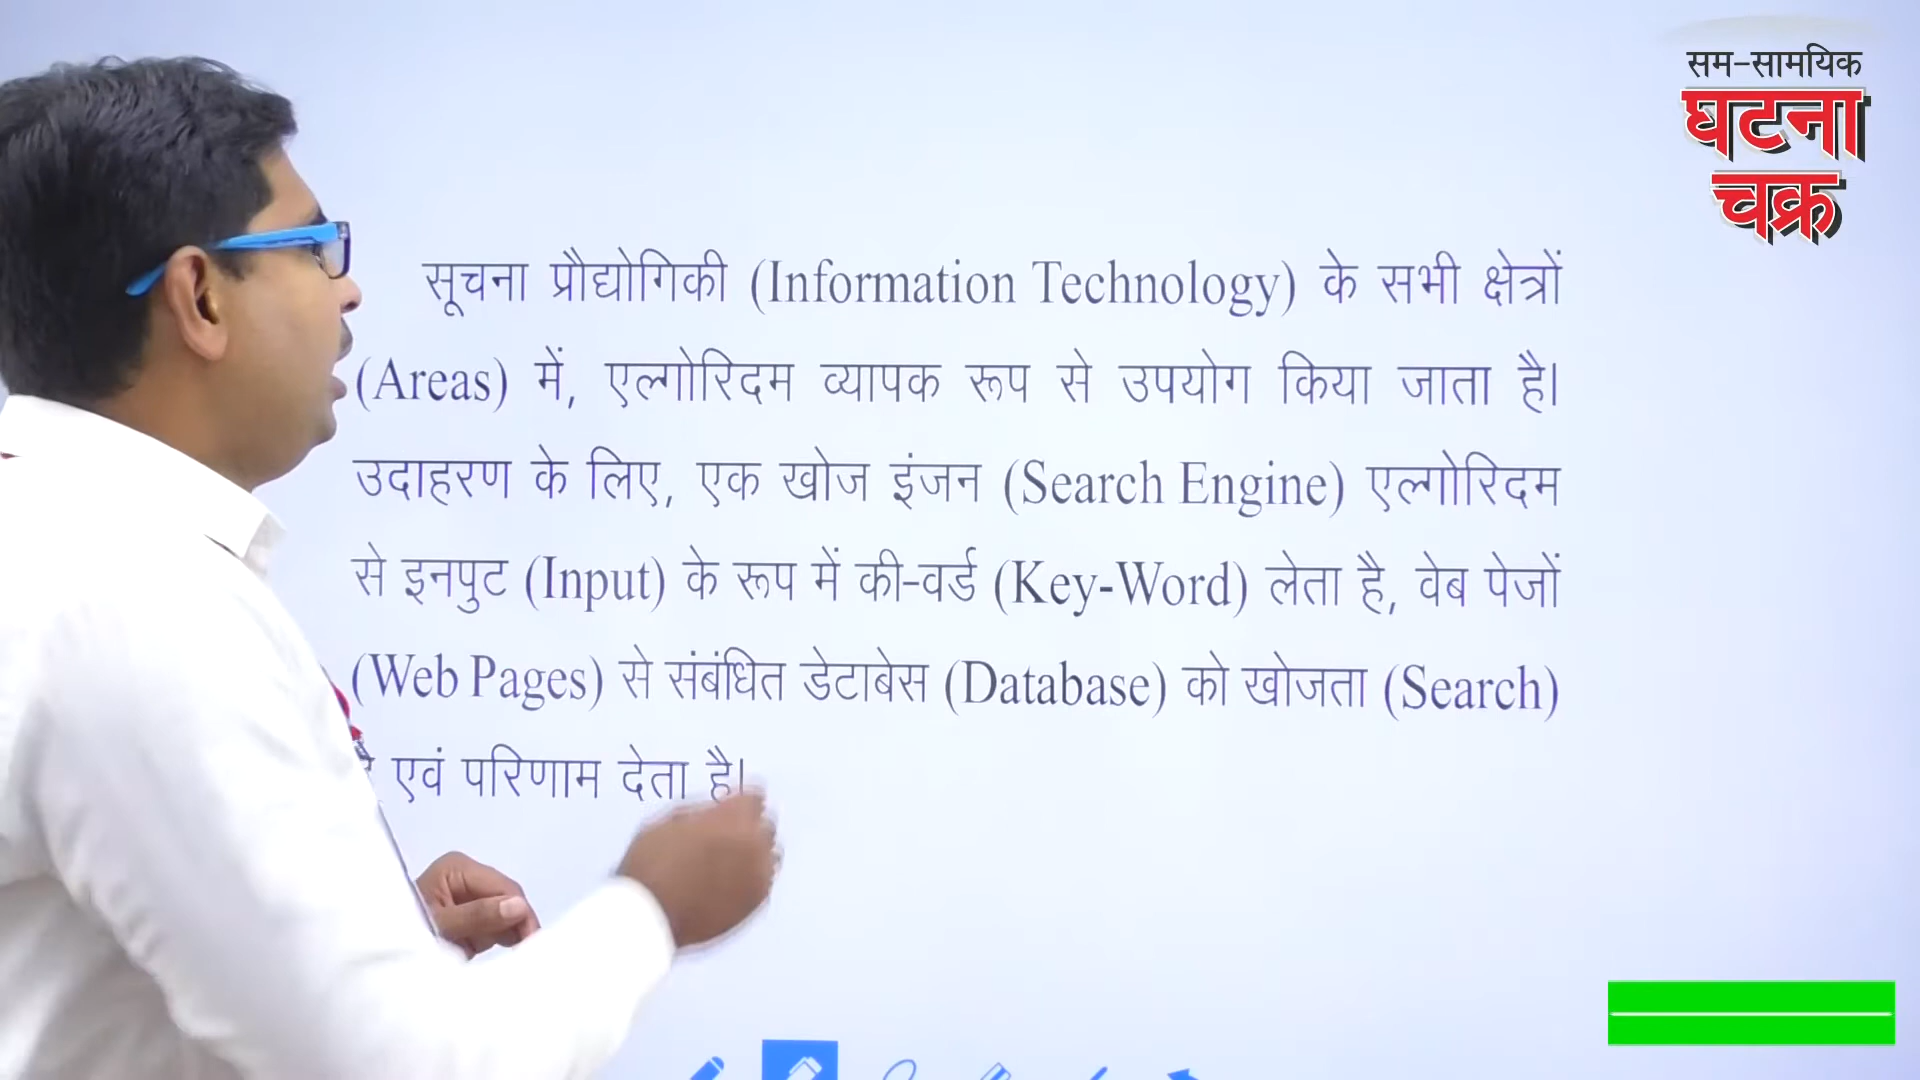 सम-सामयिक
घटना
चक्र
सूचना प्रौद्योगिकी (Information Technology) के सभी क्षेत्रों
(Areas) में, एल्गोरिदम व्यापक रूप से उपयोग किया जाता है।
उदाहरण के लिए, एक खोज इंजन (Search Engine) एल्गोरिदम
से इनपुट (Input) के रूप में की-वर्ड (Key-Word) लेता है, वेब पेजों
(Web Pages) से संबंधित डेटाबेस (Database) को खोजता (Search)
एवं परिणाम देता है।